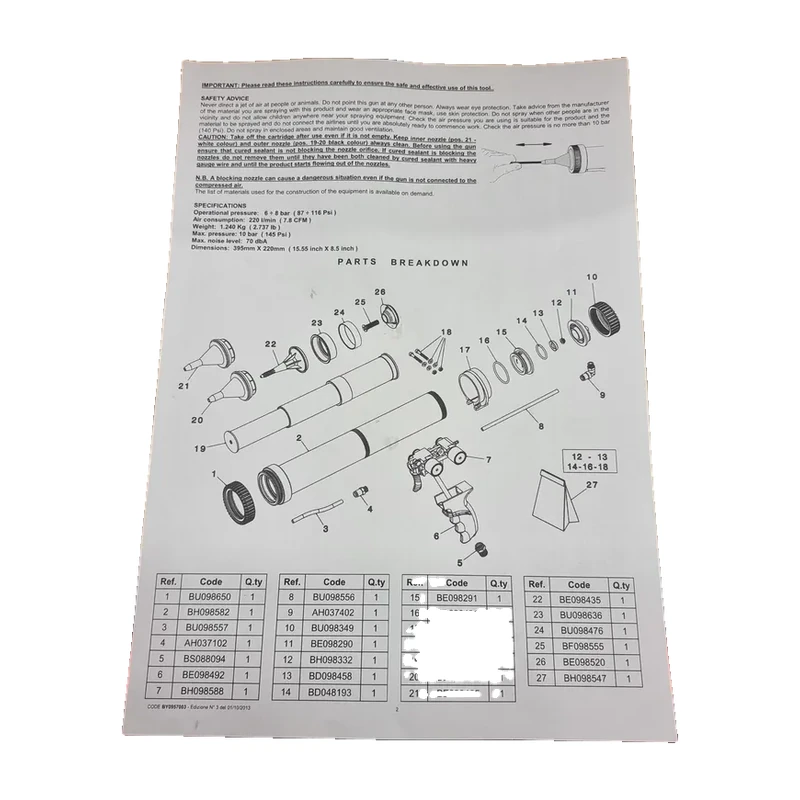 IMPORTANT: Please read these instructions carefully to ensure the safe and effective use of this tool..
SAFETY ADVICE
Never direct a jet of air at people or animals. Do not point this gun at any other person. Always wear eye protection. Take advice from the manufacturer
of the material you are spraying with this product and wear an appropriate face mask, use skin protection. Do not spray when other people are in the
vicinity and do not allow children anywhere near your spraying equipment. Check the air pressure you are using is suitable for the product and the
material to be sprayed and do not connect the airlines until you are absolutely ready to commence work. Check the air pressure is no more than 10 bar
(140 Psi). Do not spray in enclosed areas and maintain good ventilation.
CAUTION: Take off the cartridge after use even if it is not empty. Keep inner nozzle (pos. 21 -
white colour) and outer nozzle (pos. 19-20 black colour) always clean. Before using the gun
ensure that cured sealant is not blocking the nozzle orifice. If cured sealant is blocking the
nozzles do not remove them until they have been both cleaned by cured sealant with heavy
gauge wire and until the product starts flowing out of the nozzles.
N.B. A blocking nozzle can cause a dangerous situation even if the gun is not connected to the
compressed air.
The list of materials used for the construction of the equipment is available on demand.
SPECIFICATIONS
Operational pressure: 6 ÷ 8 bar ( 87 ÷ 116 Psi )
Air consumption: 220 l/min ( 7.8 CFM )
Weight: 1.240 Kg ( 2.737 lb )
Max. pressure: 10 bar ( 145 Psi )
Max. noise level: 70 dbA
Dimensions: 395mm X 220mm ( 15.55 inch X 8.5 inch )
PARTS BREAKDOWN
10
26
11
25
12
24
13
23
18
14
22
15
16
17
21
9
20
8
19
2
7
12 - 13
14-16-18
1
27
4
3
6
5
Ref. Code Q.ty
1 BU098650 1
2 BH098582 1
3 BU098557 1
4 AH037102 1
5 BS088094 1
6 BE098492 1
7 BH098588 1
Ref. Code Q.ty
8 BU098556 1
9 AH037402 1
10 BU098349 1
11 BE098290 1
12 BH098332 1
13 BD098458 1
14 BD048193 1
Code Q.ty
15 BE098291 1
16
20
21 1
Ref. Code Q.ty
22 BE098435 1
23 BU098636 1
24 BU098476 1
25 BF098555 1
26 BE098520 1
27 BH098547 1
CODE BY0557003 - Edizione N° 3 del 01/10/2013
2